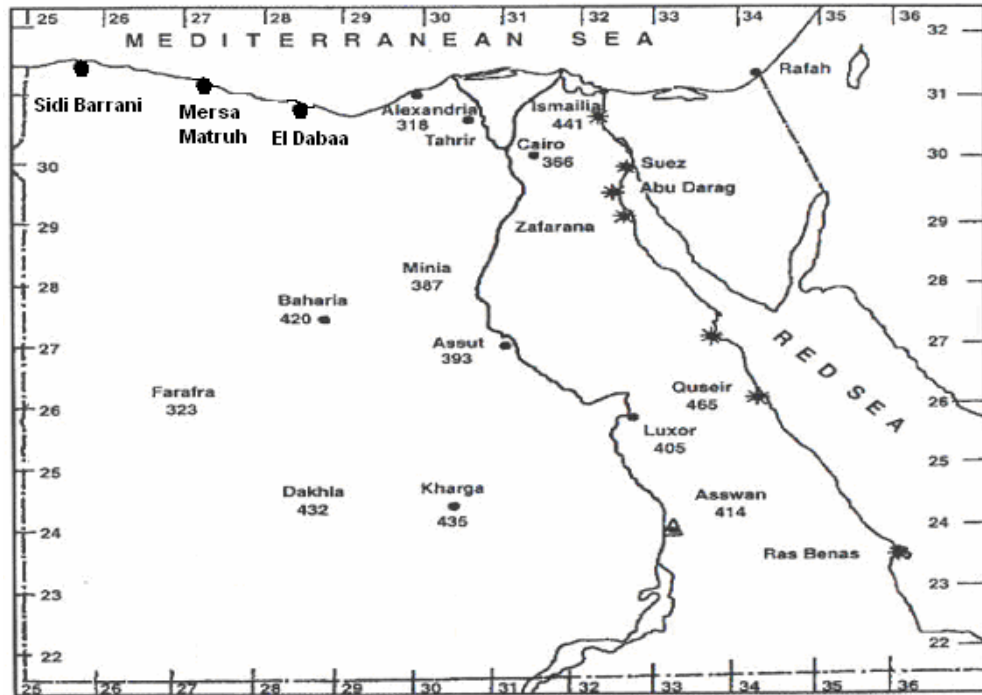 25 26 27 28 29 30 31 32 33 34 35 36
MEDITERRANEAN SEA
32
Rafah
Sidi Barrani
Mersa
Matruh
El Dabaa
Alexandria
318
Ismailia
441
31
31
Tahrir
Cairo
366
30
Suez
30
Abu Darag
29
Zafarana
29
28
Minia
387
28
Baharia
420
27
Assut
393
27
RED SEA
Farafra
323
26
Quseir
465
26
Luxor
405
25
25
Dakhla
432
Kharga
435
Asswan
414
24
24
Ras Benas
23
23
22
22
25 26 27 28 29 30 31 32 33 34 35 36